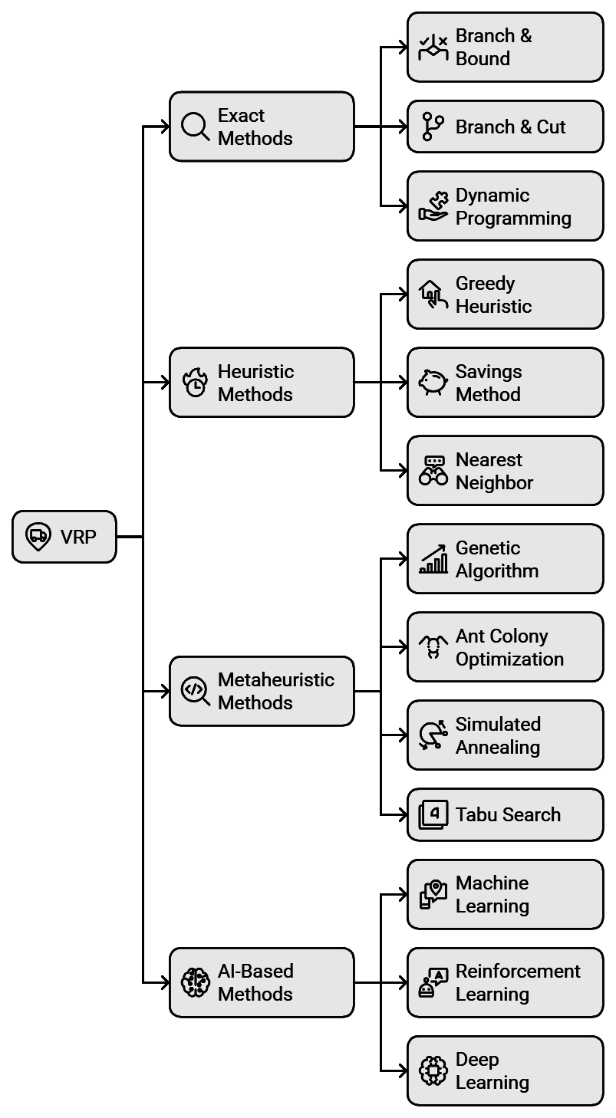 VRP
Exact
Methods
Branch &
Bound
Branch & Cut
Dynamic
Programming
Heuristic
Methods
Greedy
Heuristic
Savings
Method
Nearest
Neighbor
Metaheuristic
Methods
Genetic
Algorithm
Ant Colony
Optimization
Simulated
Annealing
Tabu Search
AI-Based
Methods
Machine
Learning
Reinforcement
Learning
Deep
Learning